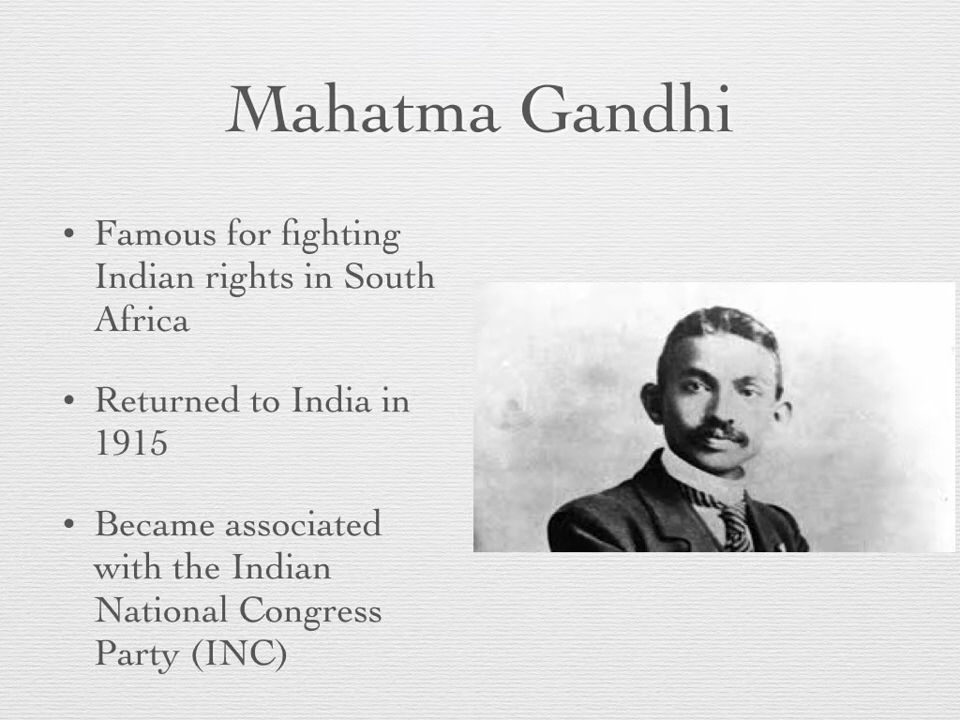 Mahatma Gandhi
• Famous for fighting
Indian rights in South
Africa
• Returned to India in
1915
• Became associated
with the Indian
National Congress
Party (INC)